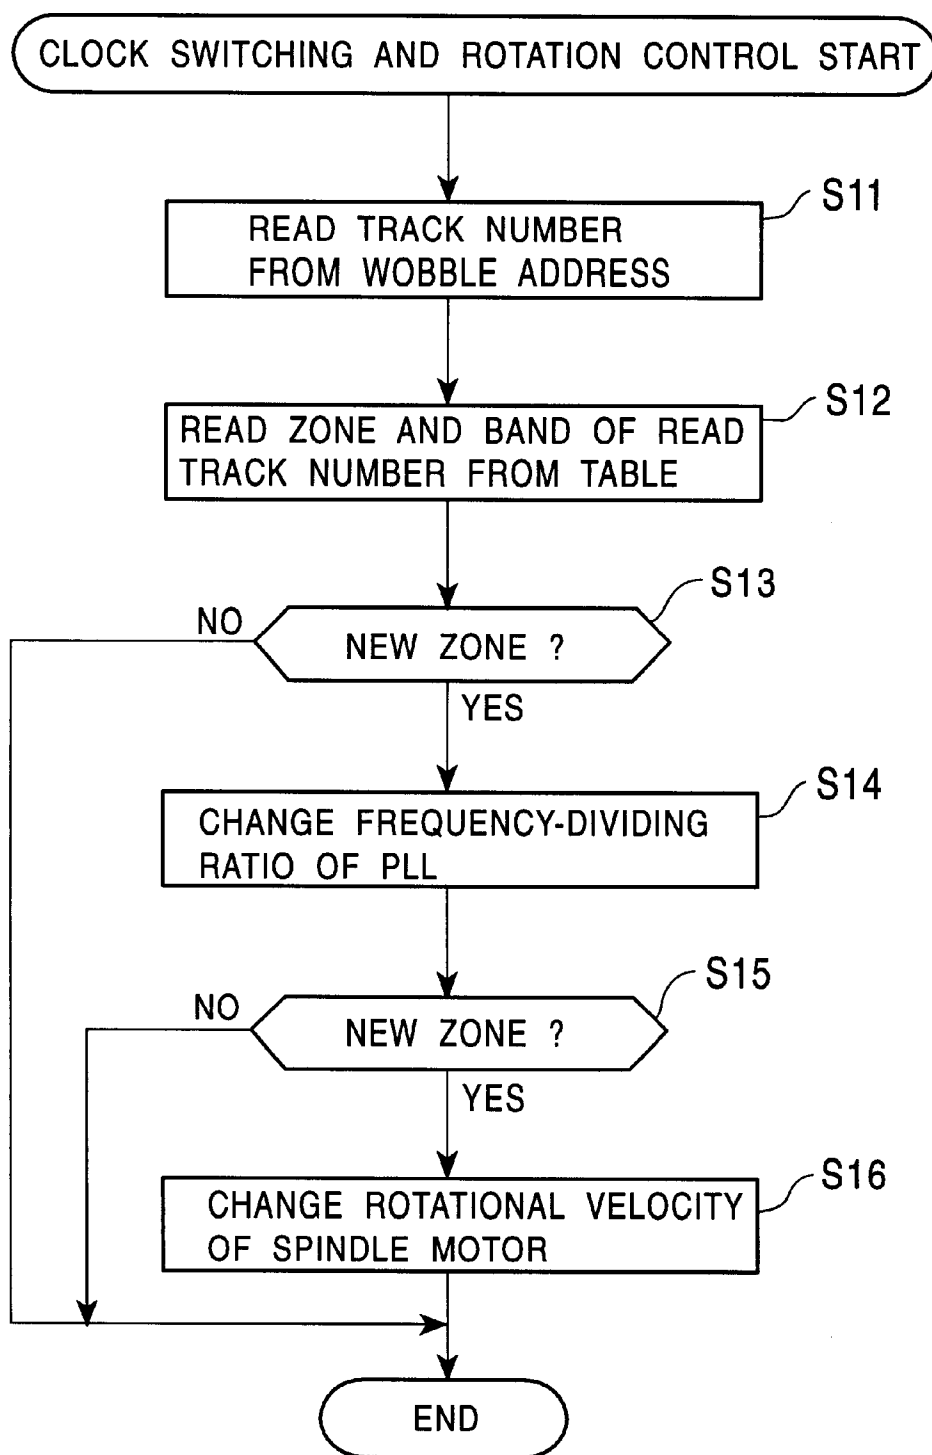 CLOCK SWITCHING AND ROTATION CONTROL START
S11
READ TRACK NUMBER
FROM WOBBLE ADDRESS
S12
READ ZONE AND BAND OF READ
TRACK NUMBER FROM TABLE
S13
NO
NEW ZONE ?
YES
S14
CHANGE FREQUENCY-DIVIDING
RATIO OF PLL
S15
NO
NEW ZONE ?
YES
S16
CHANGE ROTATIONAL VELOCITY
OF SPINDLE MOTOR
END